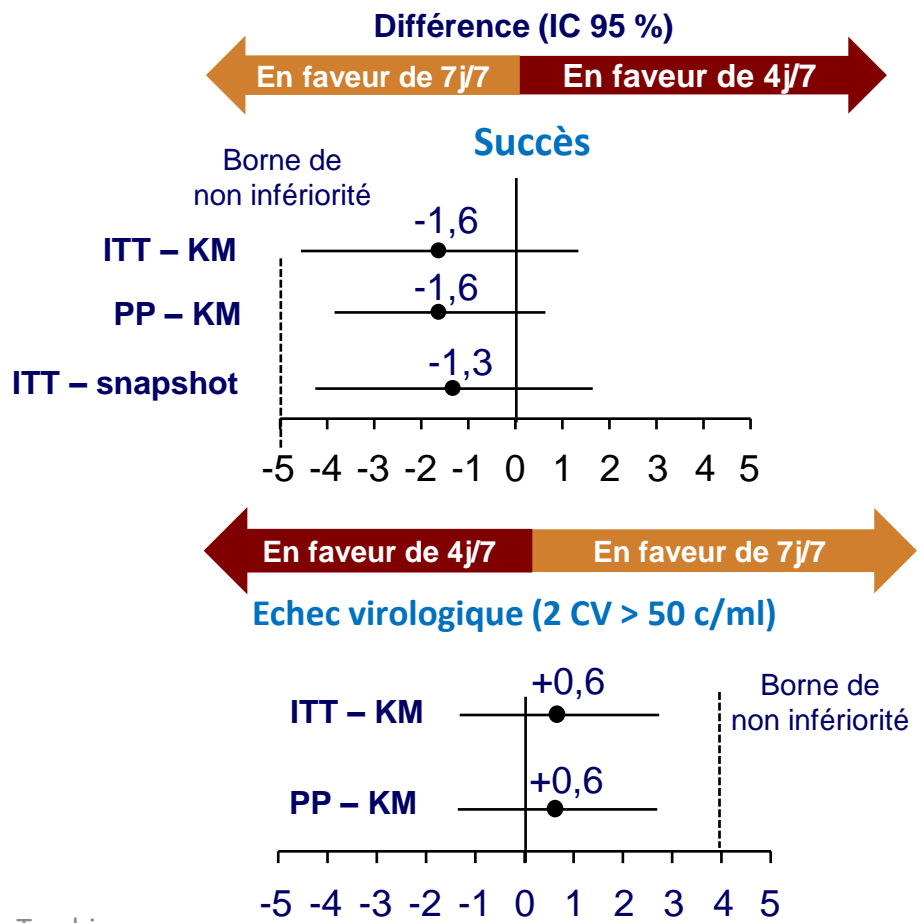 Différence (IC 95 %)
En faveur de 7j/7 En faveur de 4j/7
Succès
Borne de
non infériorité
-1,6
ITT – KM
-1,6
PP – KM
-1,3
ITT – snapshot
-5 -4 -3 -2 -1 0 1 2 3 4 5
En faveur de 4j/7 En faveur de 7j/7
Echec virologique (2 CV > 50 c/ml)
+0,6
ITT – KM
Borne de
non infériorité
+0,6
PP – KM
-5 -4 -3 -2 -1 0 1 2 3 4 5